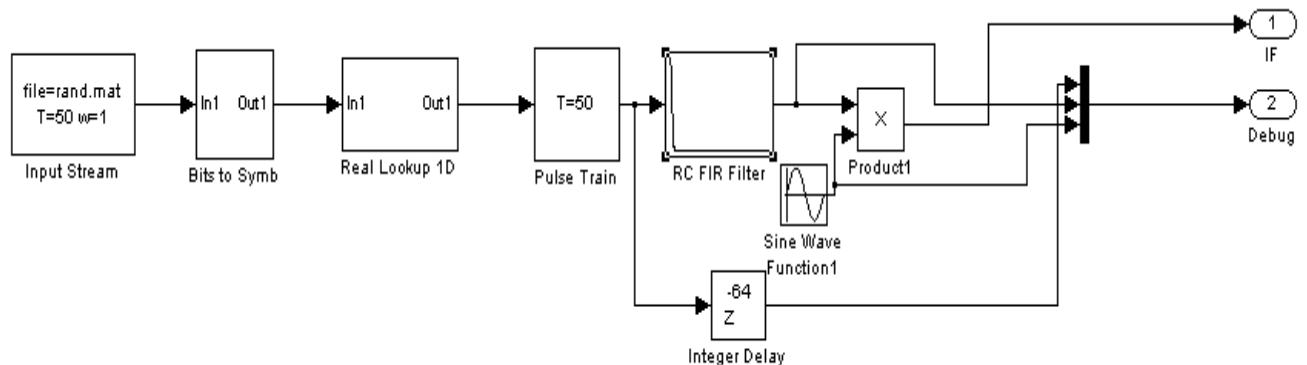 1
IF
file=rand.mat
T=50 w=1
Input Stream
In1 Out1
Bits to Symb
In1 Out1
Real Lookup 1D
T=50
Pulse Train
RC FIR Filter
X
Product1
2
Debug
Sine Wave
Function1
-64
Z
Integer Delay